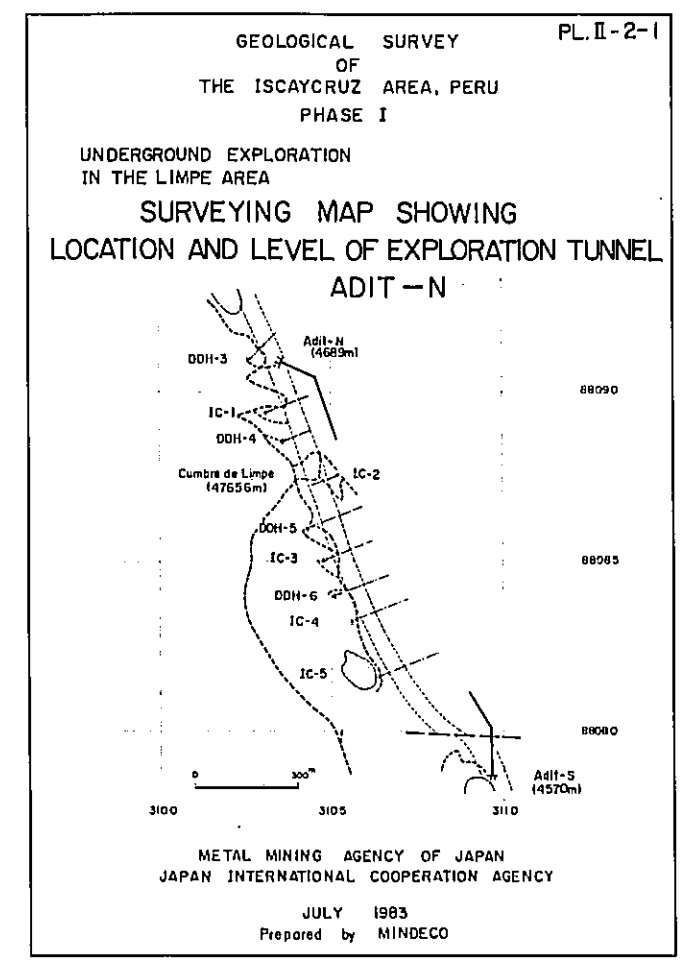 PL. II-2-1
GEOLOGICAL SURVEY
OF
THE ISCAYCRUZ AREA, PERU
PHASE I
UNDERGROUND EXPLORATION
IN THE LIMPE AREA
SURVEYING MAP SHOWING
LOCATION AND LEVEL OF EXPLORATION TUNNEL
ADIT-N
Adit-N
(4689m)
DDH-3
88090
IC-1
DDH-4
Cumbre de Limpe
(47656m)
IC-2
DDH-5
IC-3
88085
DDH-6
IC-4
IC-5
88080
Adit-S
(4570m)
0 300m
3100 3105 3110
METAL MINING AGENCY OF JAPAN
JAPAN INTERNATIONAL COOPERATION AGENCY
JULY 1983
Prepared by MINDECO